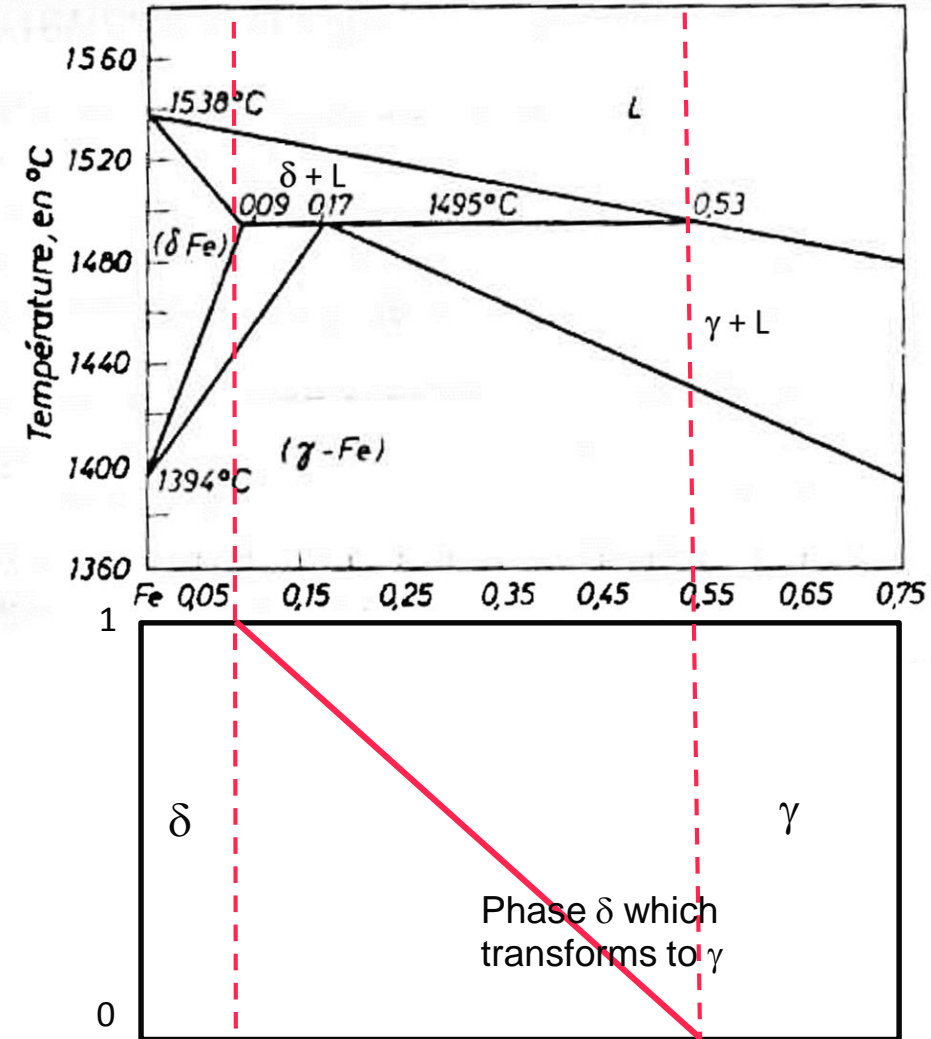 Température, en °C
1560
1520
1480
1440
1400
1360
1538°C
L
δ + L
0,09 0,17 1495°C 0,53
(δ Fe)
γ + L
(γ-Fe)
1394°C
Fe 0,05 0,15 0,25 0,35 0,45 0,55 0,65 0,75
1
δ
γ
Phase δ which
transforms to γ
0